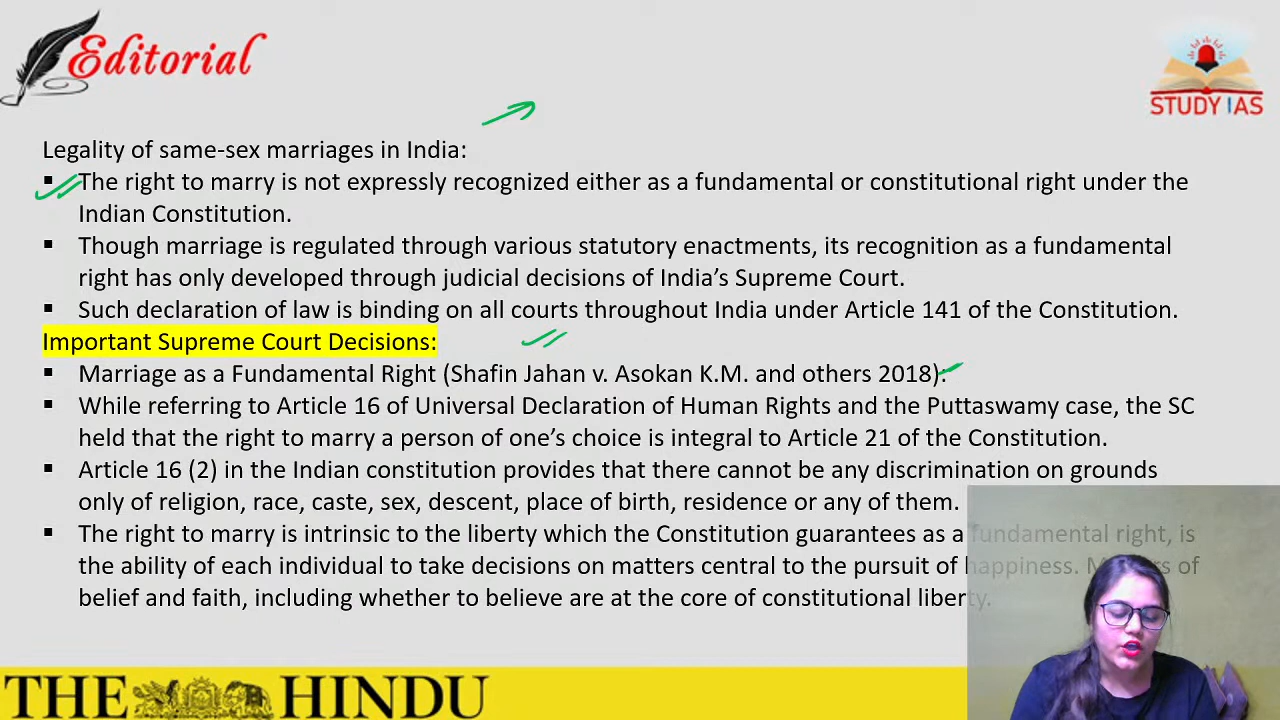 Editorial
STUDY IAS
Legality of same-sex marriages in India:
▪ The right to marry is not expressly recognized either as a fundamental or constitutional right under the
Indian Constitution.
▪ Though marriage is regulated through various statutory enactments, its recognition as a fundamental
right has only developed through judicial decisions of India’s Supreme Court.
▪ Such declaration of law is binding on all courts throughout India under Article 141 of the Constitution.
Important Supreme Court Decisions:
▪ Marriage as a Fundamental Right (Shafin Jahan v. Asokan K.M. and others 2018):
▪ While referring to Article 16 of Universal Declaration of Human Rights and the Puttaswamy case, the SC
held that the right to marry a person of one’s choice is integral to Article 21 of the Constitution.
▪ Article 16 (2) in the Indian constitution provides that there cannot be any discrimination on grounds
only of religion, race, caste, sex, descent, place of birth, residence or any of them.
▪ The right to marry is intrinsic to the liberty which the Constitution guarantees as a fundamental right, is
the ability of each individual to take decisions on matters central to the pursuit of happiness. of
belief and faith, including whether to believe are at the core of constitutional liberty.
THE HINDU